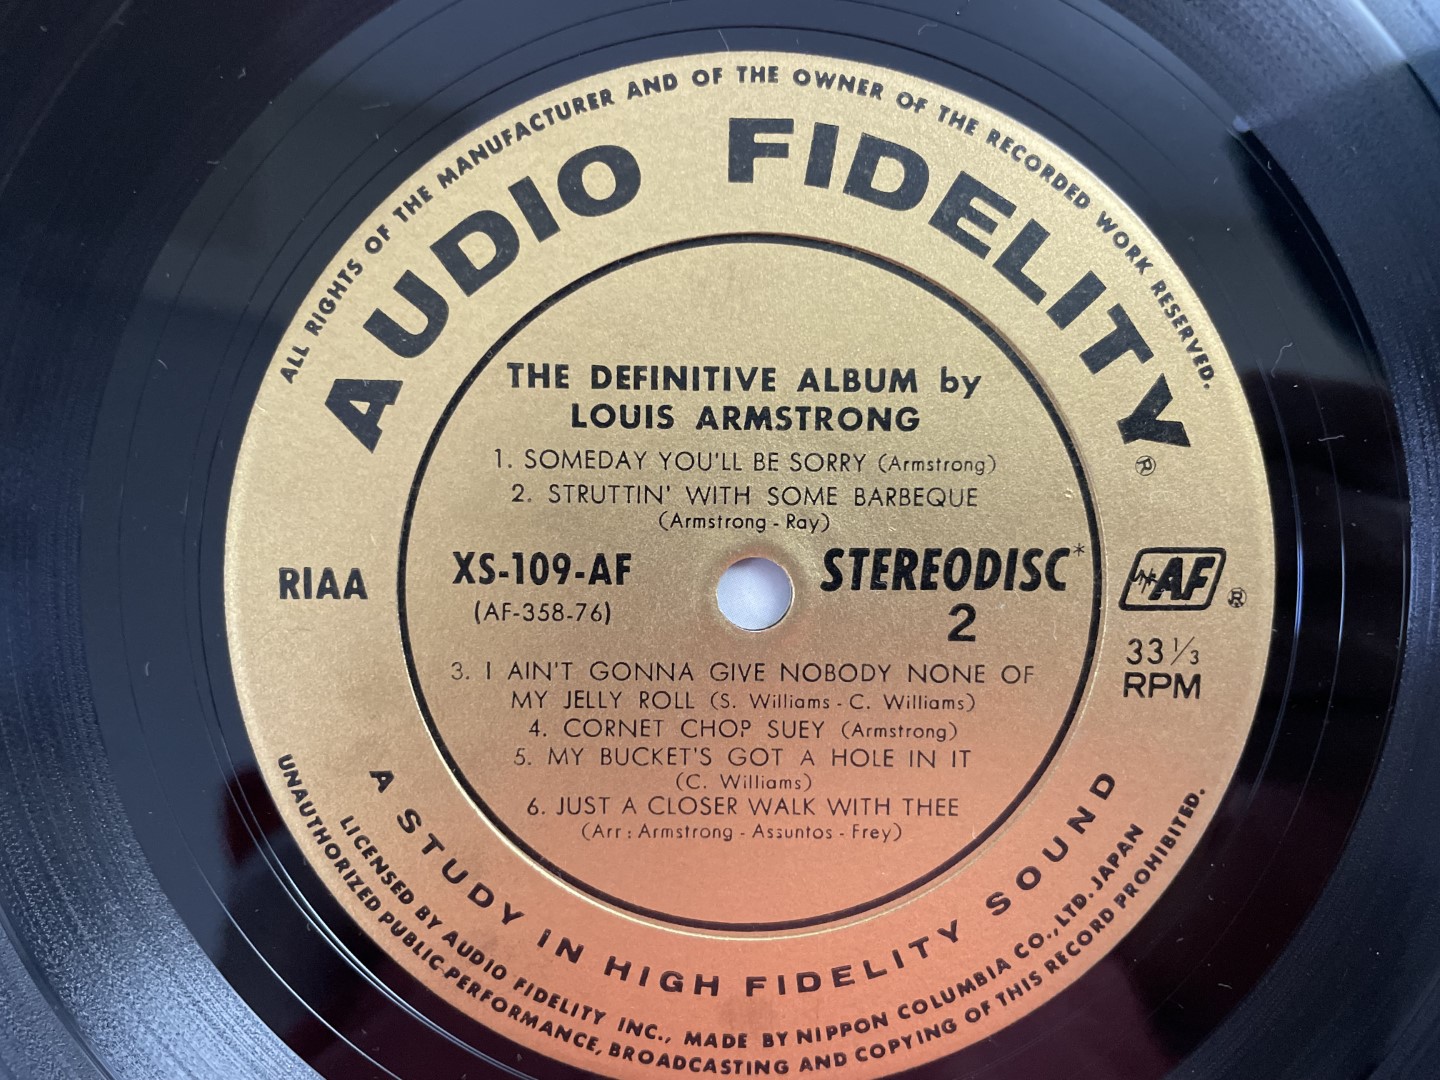 ALL RIGHTS OF THE MANUFACTURER AND OF THE OWNER OF THE RECORDED WORK RESERVED.
AUDIO FIDELITY
Ⓡ
THE DEFINITIVE ALBUM by
LOUIS ARMSTRONG
1. SOMEDAY YOU'LL BE SORRY (Armstrong)
2. STRUTTIN' WITH SOME BARBEQUE
(Armstrong - Ray)
RIAA
XS-109-AF
(AF-358-76)
STEREODISC*
2
AF ®
33 1/3
RPM
3. I AIN'T GONNA GIVE NOBODY NONE OF
MY JELLY ROLL (S. Williams - C. Williams)
4. CORNET CHOP SUEY (Armstrong)
5. MY BUCKET'S GOT A HOLE IN IT
(C. Williams)
6. JUST A CLOSER WALK WITH THEE
(Arr : Armstrong - Assuntos - Frey)
A STUDY IN HIGH FIDELITY SOUND
LICENSED BY AUDIO FIDELITY INC., MADE BY NIPPON COLUMBIA CO., LTD. JAPAN
UNAUTHORIZED PUBLIC PERFORMANCE, BROADCASTING AND COPYING OF THIS RECORD PROHIBITED.